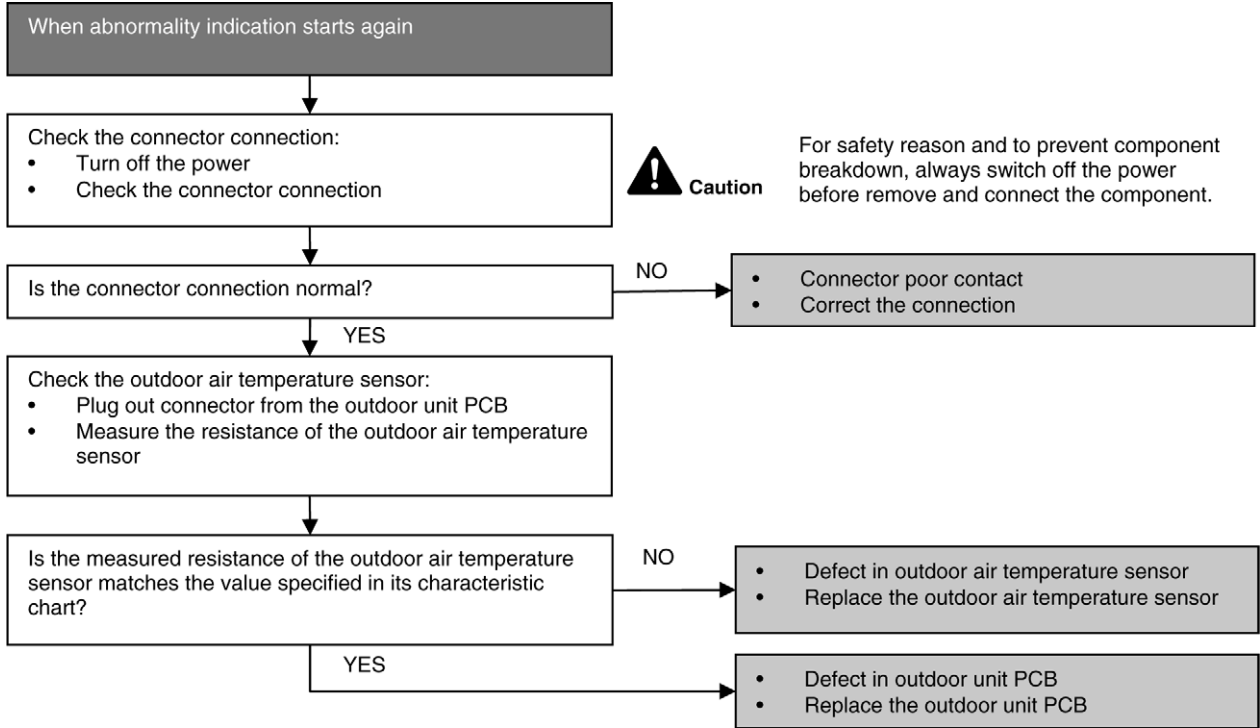 When abnormality indication starts again
Check the connector connection:
• Turn off the power
• Check the connector connection
Caution
For safety reason and to prevent component
breakdown, always switch off the power
before remove and connect the component.
Is the connector connection normal?
NO
• Connector poor contact
• Correct the connection
YES
Check the outdoor air temperature sensor:
• Plug out connector from the outdoor unit PCB
• Measure the resistance of the outdoor air temperature
sensor
Is the measured resistance of the outdoor air temperature
sensor matches the value specified in its characteristic
chart?
NO
• Defect in outdoor air temperature sensor
• Replace the outdoor air temperature sensor
YES
• Defect in outdoor unit PCB
• Replace the outdoor unit PCB